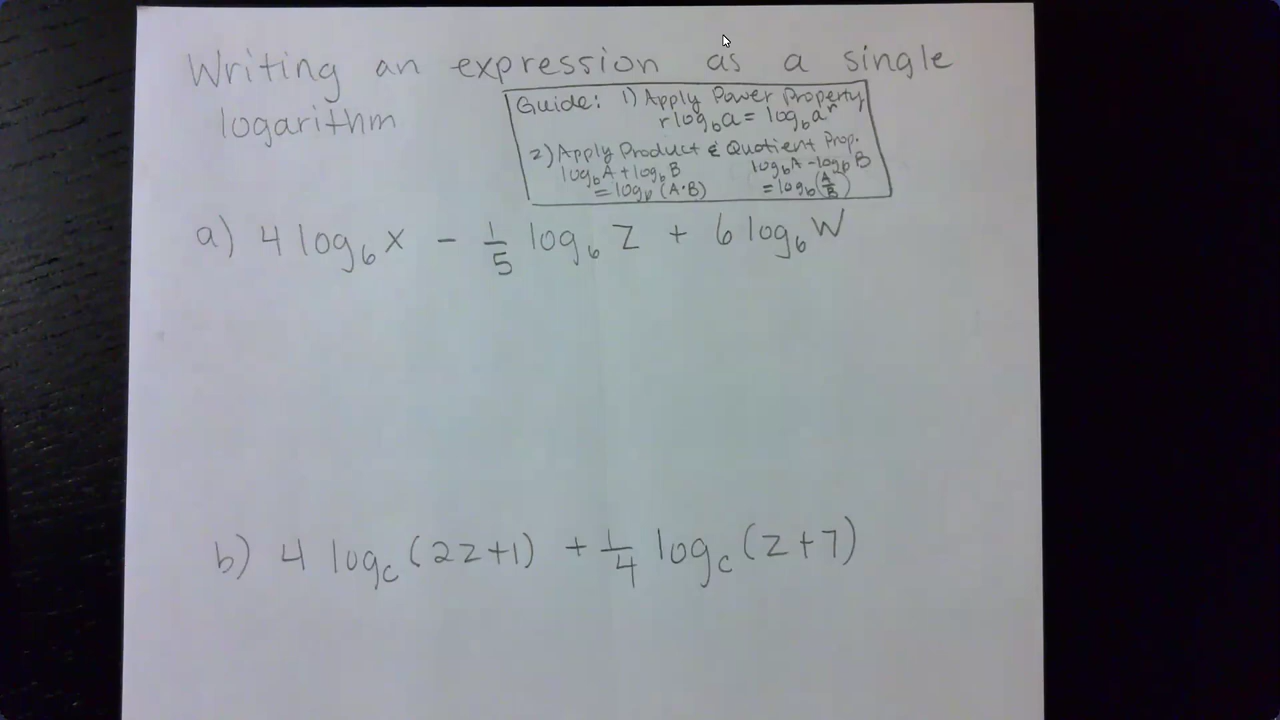 Writing an expression as a single
logarithm
Guide: 1) Apply Power Property
r log_b a = log_b a^r
2) Apply Product & Quotient Prop.
log_b A + log_b B
= log_b (A·B)
log_b A - log_b B
= log_b (A/B)
a) 4 log_6 x - 1/5 log_6 Z + 6 log_6 W
b) 4 log_c (2z+1) + 1/4 log_c (z+7)